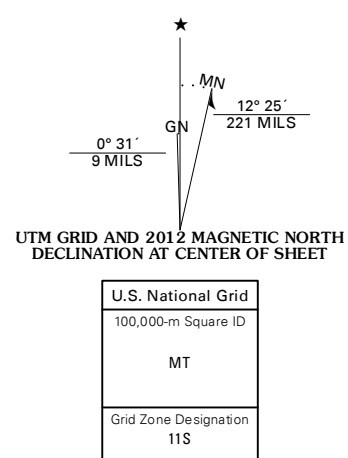 ★
MN
GN
12° 25´
221 MILS
0° 31´
9 MILS
UTM GRID AND 2012 MAGNETIC NORTH
DECLINATION AT CENTER OF SHEET
U.S. National Grid
100,000-m Square ID
MT
Grid Zone Designation
11S